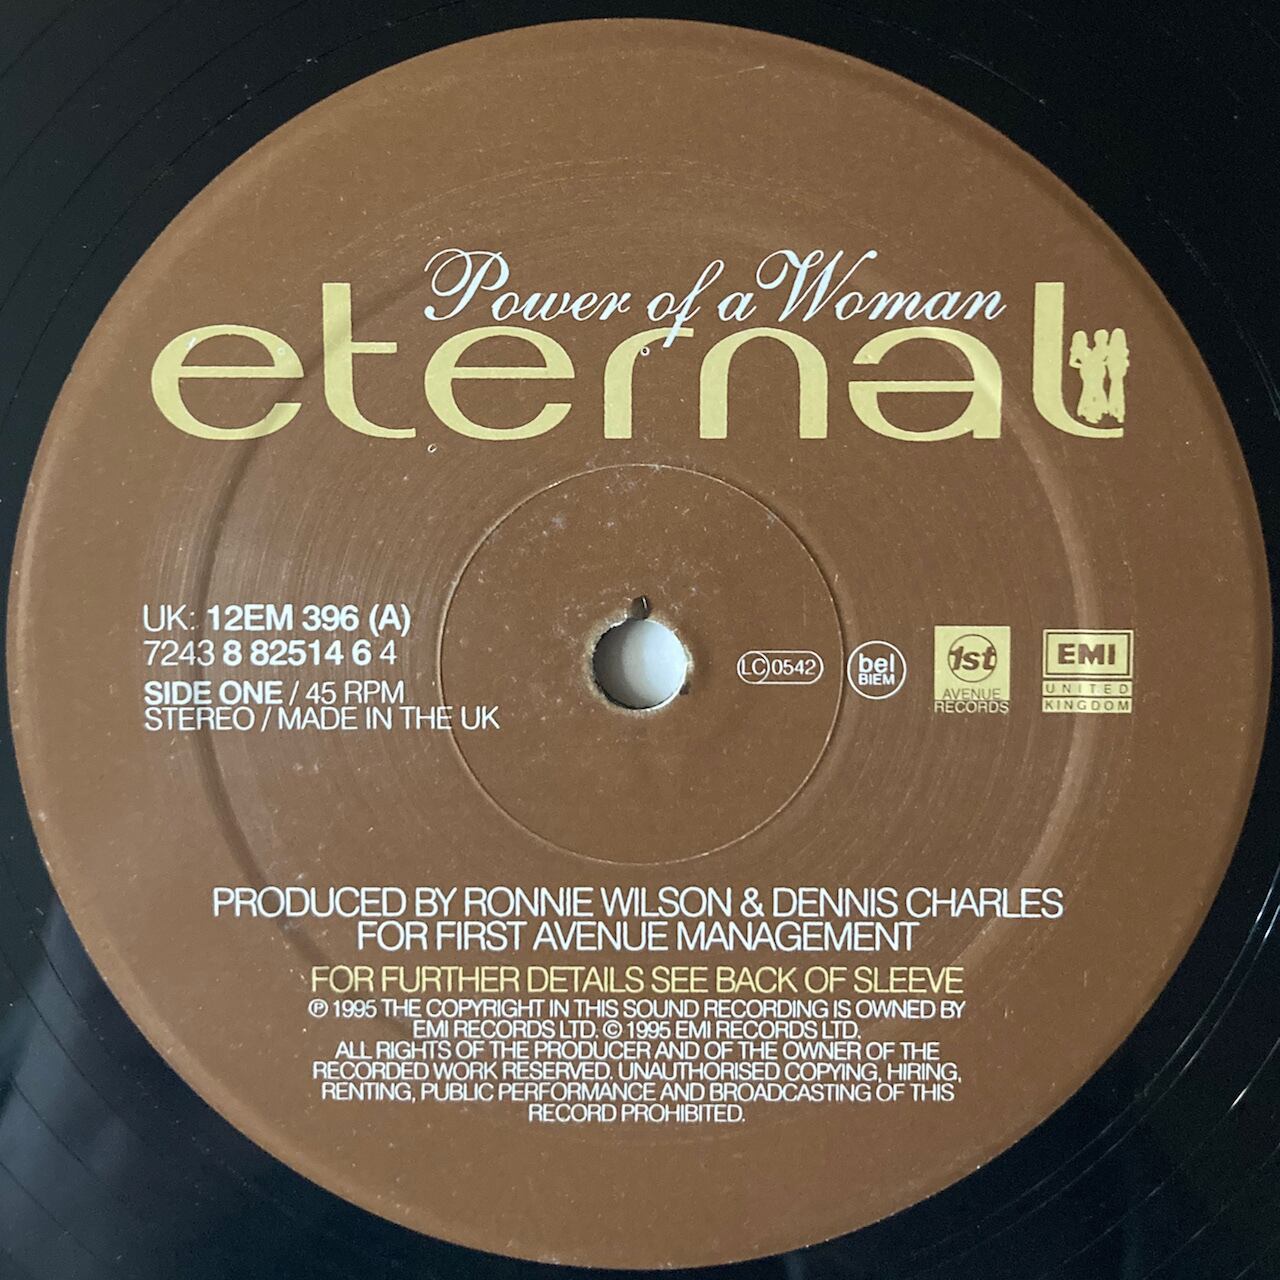 Power of a Woman
eternal
UK: 12EM 396 (A)
7243 8 82514 6 4
SIDE ONE / 45 RPM
STEREO / MADE IN THE UK
LC 0542
bel
BIEM
1st
AVENUE
RECORDS
EMI
UNITED
KINGDOM
PRODUCED BY RONNIE WILSON & DENNIS CHARLES
FOR FIRST AVENUE MANAGEMENT
FOR FURTHER DETAILS SEE BACK OF SLEEVE
℗ 1995 THE COPYRIGHT IN THIS SOUND RECORDING IS OWNED BY
EMI RECORDS LTD. © 1995 EMI RECORDS LTD.
ALL RIGHTS OF THE PRODUCER AND OF THE OWNER OF THE
RECORDED WORK RESERVED. UNAUTHORISED COPYING, HIRING,
RENTING, PUBLIC PERFORMANCE AND BROADCASTING OF THIS
RECORD PROHIBITED.